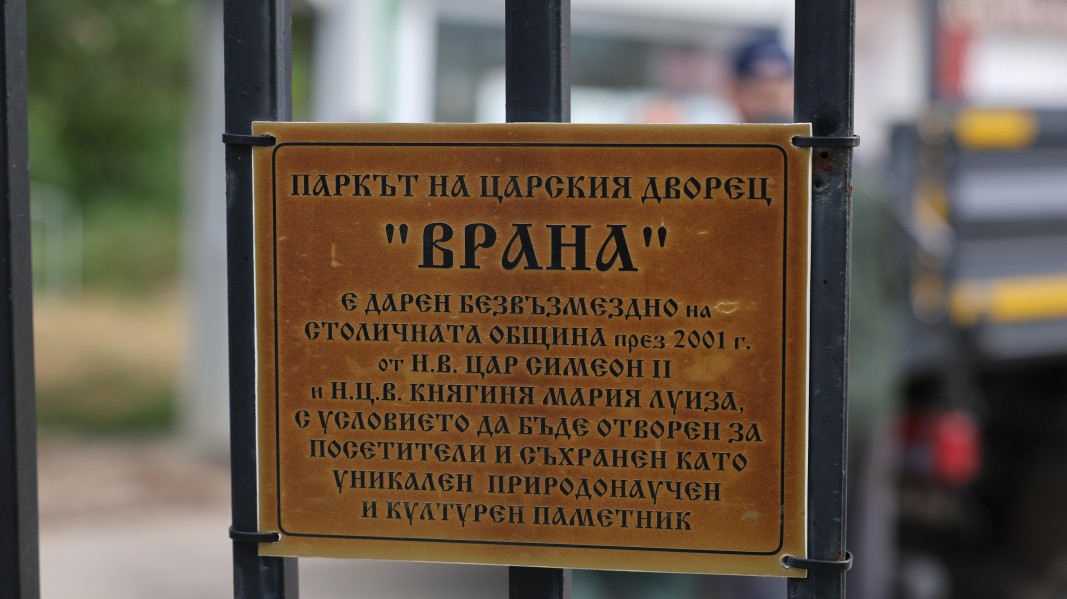 ПАРКЪТ НА ЦАРСКИЯ ДВОРЕЦ
"ВРАНА"
Е ДАРЕН БЕЗВЪЗМЕЗДНО на
СТОЛИЧНАТА ОБЩИНА през 2001 г.
от Н.В. ЦАР СИМЕОН II
и Н.Ц.В. КНЯГИНЯ МАРИЯ ЛУИЗА,
С УСЛОВИЕТО ДА БЪДЕ ОТВОРЕН ЗА
ПОСЕТИТЕЛИ И СЪХРАНЕН КАТО
УНИКАЛЕН ПРИРОДОНАУЧЕН
И КУЛТУРЕН ПАМЕТНИК